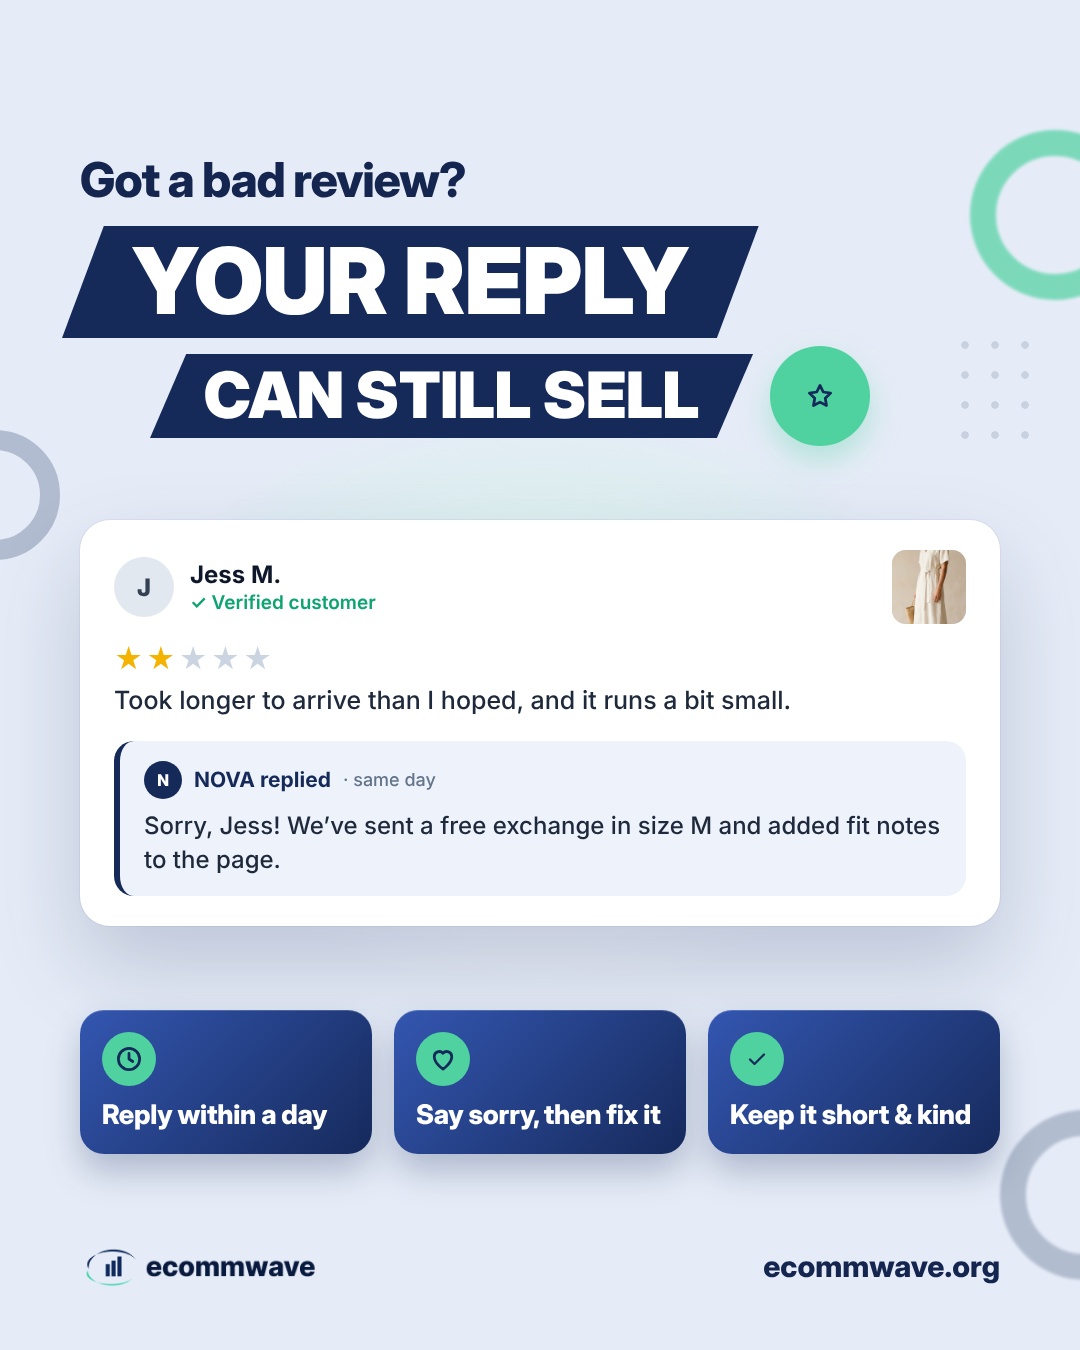 Got a bad review?
YOUR REPLY
CAN STILL SELL
J
Jess M.
✓ Verified customer
★★★★★
Took longer to arrive than I hoped, and it runs a bit small.
N
NOVA replied · same day
Sorry, Jess! We’ve sent a free exchange in size M and added fit notes
to the page.
Reply within a day
Say sorry, then fix it
Keep it short & kind
ecommwave
ecommwave.org